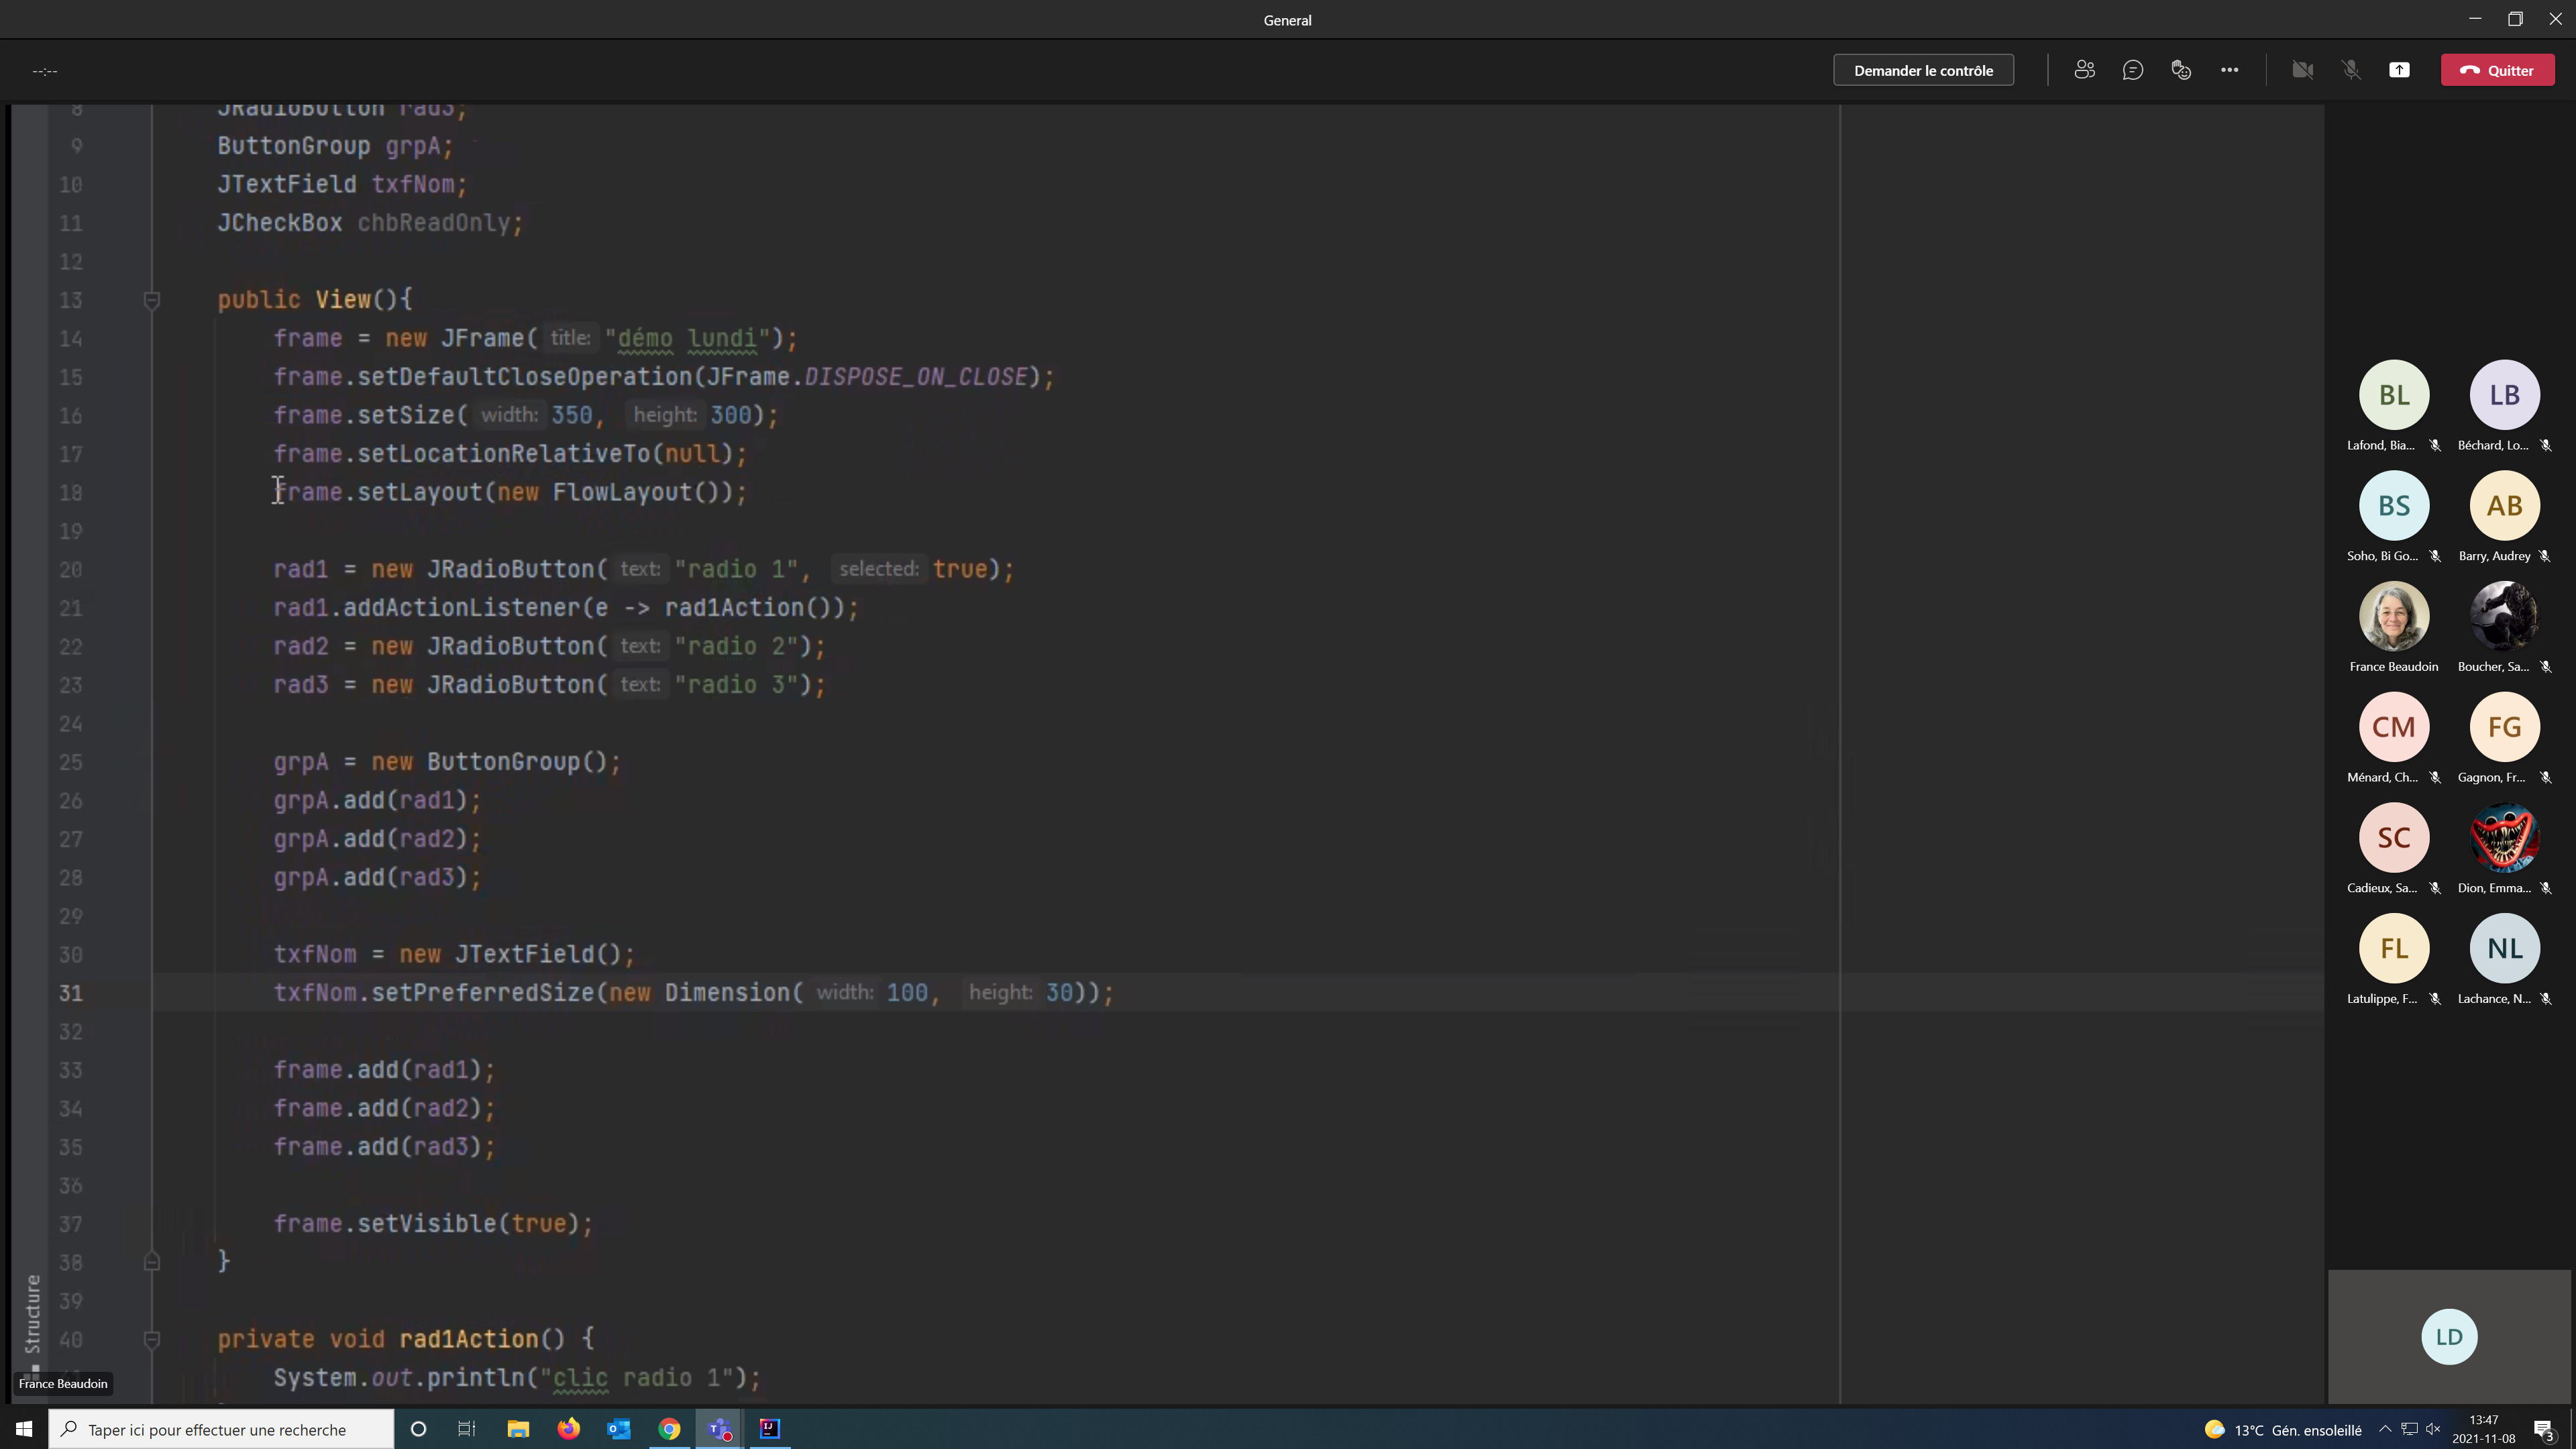 General
--:--
Demander le contrôle
Quitter
8 JRadioButton rad3;
9 ButtonGroup grpA;
10 JTextField txfNom;
11 JCheckBox chbReadOnly;
12
13 public View(){
14 frame = new JFrame( title: "démo lundi");
15 frame.setDefaultCloseOperation(JFrame.DISPOSE_ON_CLOSE);
16 frame.setSize( width: 350, height: 300);
17 frame.setLocationRelativeTo(null);
18 frame.setLayout(new FlowLayout());
19
20 rad1 = new JRadioButton( text: "radio 1", selected: true);
21 rad1.addActionListener(e -> rad1Action());
22 rad2 = new JRadioButton( text: "radio 2");
23 rad3 = new JRadioButton( text: "radio 3");
24
25 grpA = new ButtonGroup();
26 grpA.add(rad1);
27 grpA.add(rad2);
28 grpA.add(rad3);
29
30 txfNom = new JTextField();
31 txfNom.setPreferredSize(new Dimension( width: 100, height: 30));
32
33 frame.add(rad1);
34 frame.add(rad2);
35 frame.add(rad3);
36
37 frame.setVisible(true);
38 }
39
40 private void rad1Action() {
System.out.println("clic radio 1");
Structure
France Beaudoin
BL LB
Lafond, Bia... Béchard, Lo...
BS AB
Soho, Bi Go... Barry, Audrey
France Beaudoin Boucher, Sa...
CM FG
Ménard, Ch... Gagnon, Fr...
SC
Cadieux, Sa... Dion, Emma...
FL NL
Latulippe, F... Lachance, N...
LD
Taper ici pour effectuer une recherche
13°C Gén. ensoleillé
13:47
2021-11-08
3